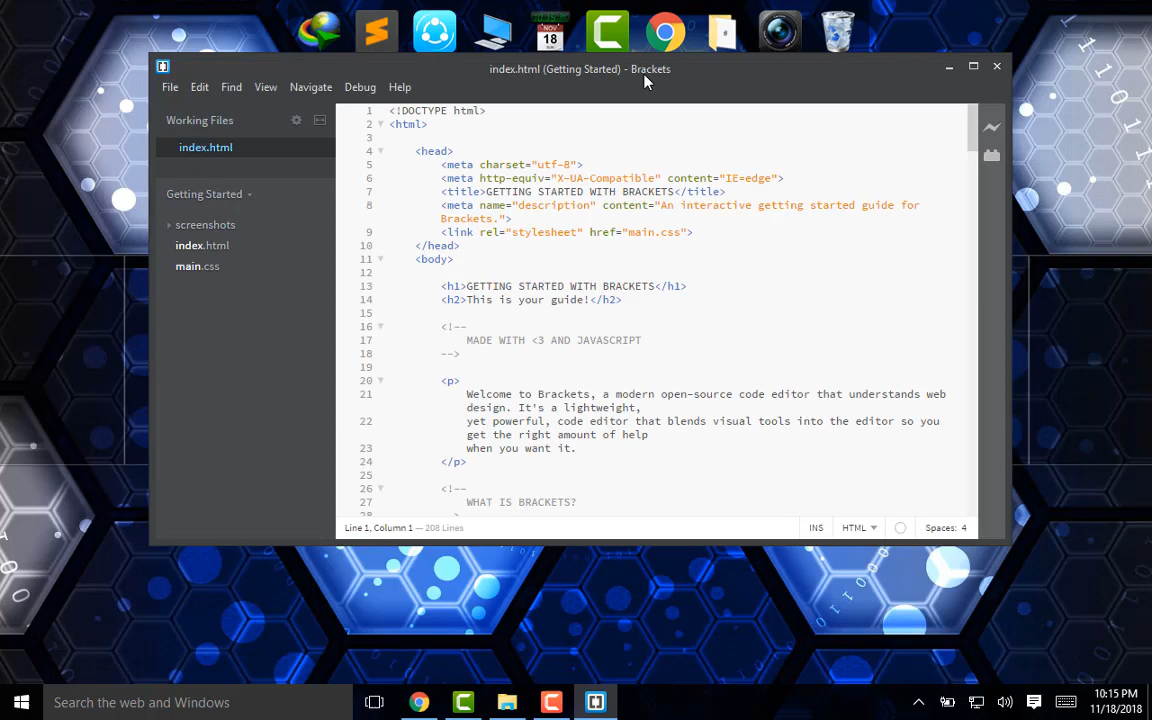 NOV
18
index.html (Getting Started) - Brackets
File Edit Find View Navigate Debug Help
Working Files
index.html
Getting Started
screenshots
index.html
main.css
1 <!DOCTYPE html>
2 <html>
3
4 <head>
5 <meta charset="utf-8">
6 <meta http-equiv="X-UA-Compatible" content="IE=edge">
7 <title>GETTING STARTED WITH BRACKETS</title>
8 <meta name="description" content="An interactive getting started guide for
Brackets.">
9 <link rel="stylesheet" href="main.css">
10 </head>
11 <body>
12
13 <h1>GETTING STARTED WITH BRACKETS</h1>
14 <h2>This is your guide!</h2>
15
16 <!--
17 MADE WITH <3 AND JAVASCRIPT
18 -->
19
20 <p>
21 Welcome to Brackets, a modern open-source code editor that understands web
design. It's a lightweight,
22 yet powerful, code editor that blends visual tools into the editor so you
get the right amount of help
23 when you want it.
24 </p>
25
26 <!--
27 WHAT IS BRACKETS?
28 -->
Line 1, Column 1 — 208 Lines
INS HTML Spaces: 4
Search the web and Windows
10:15 PM
11/18/2018